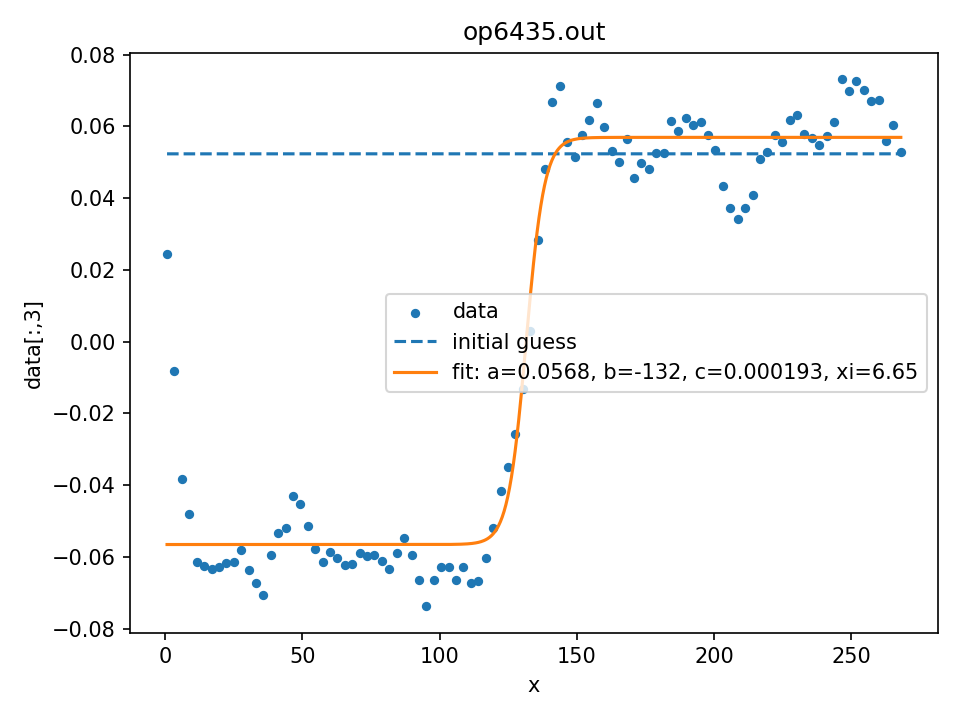 op6435.out
0.08
0.06
0.04
0.02
0.00
−0.02
−0.04
−0.06
−0.08
data[:,3]
data
initial guess
fit: a=0.0568, b=-132, c=0.000193, xi=6.65
0 50 100 150 200 250
x